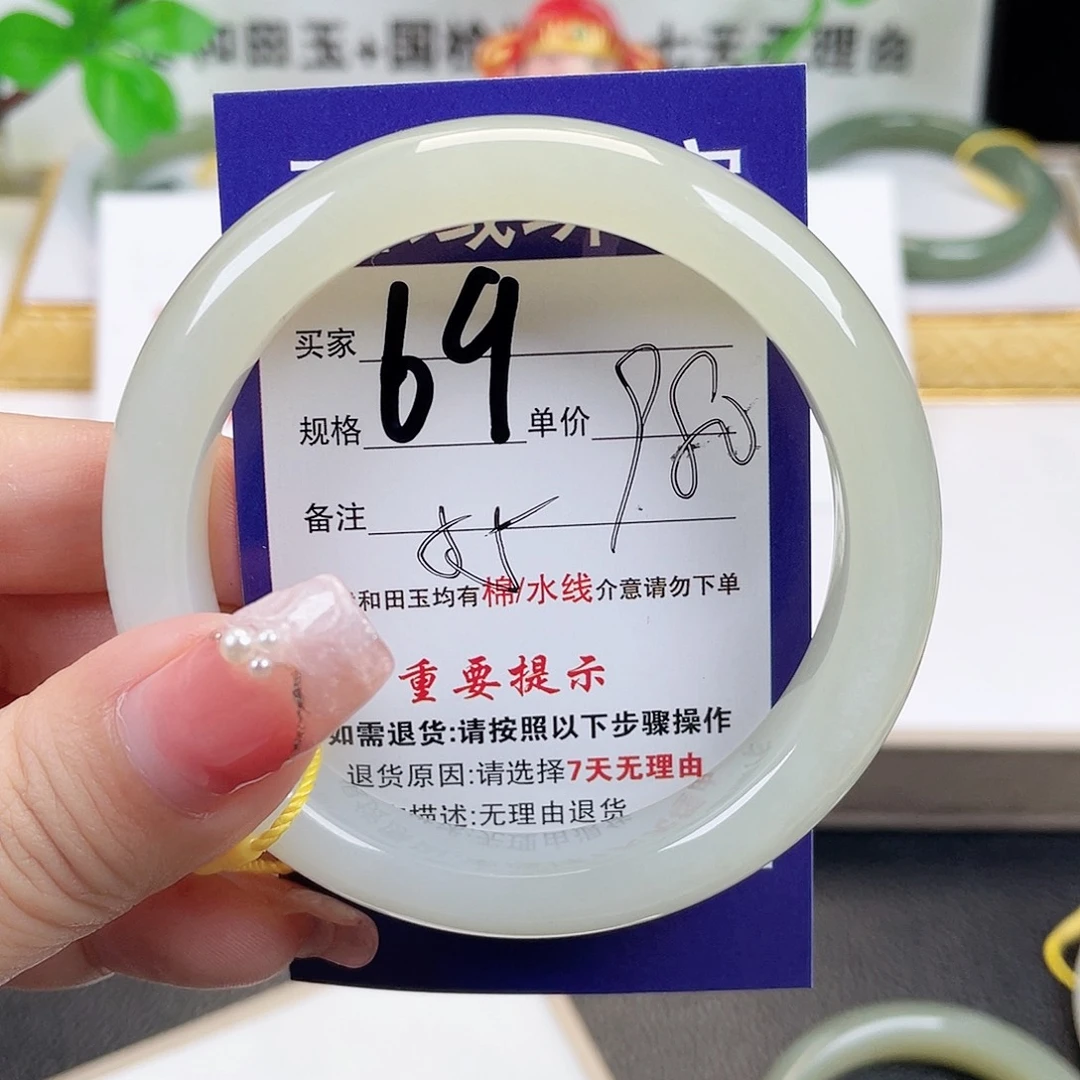 和田玉+国检 七天无理由
买家
69
规格 单价
备注
和田玉均有棉/水线介意请勿下单
重要提示
如需退货:请按照以下步骤操作
退货原因:请选择7天无理由
描述:无理由退货